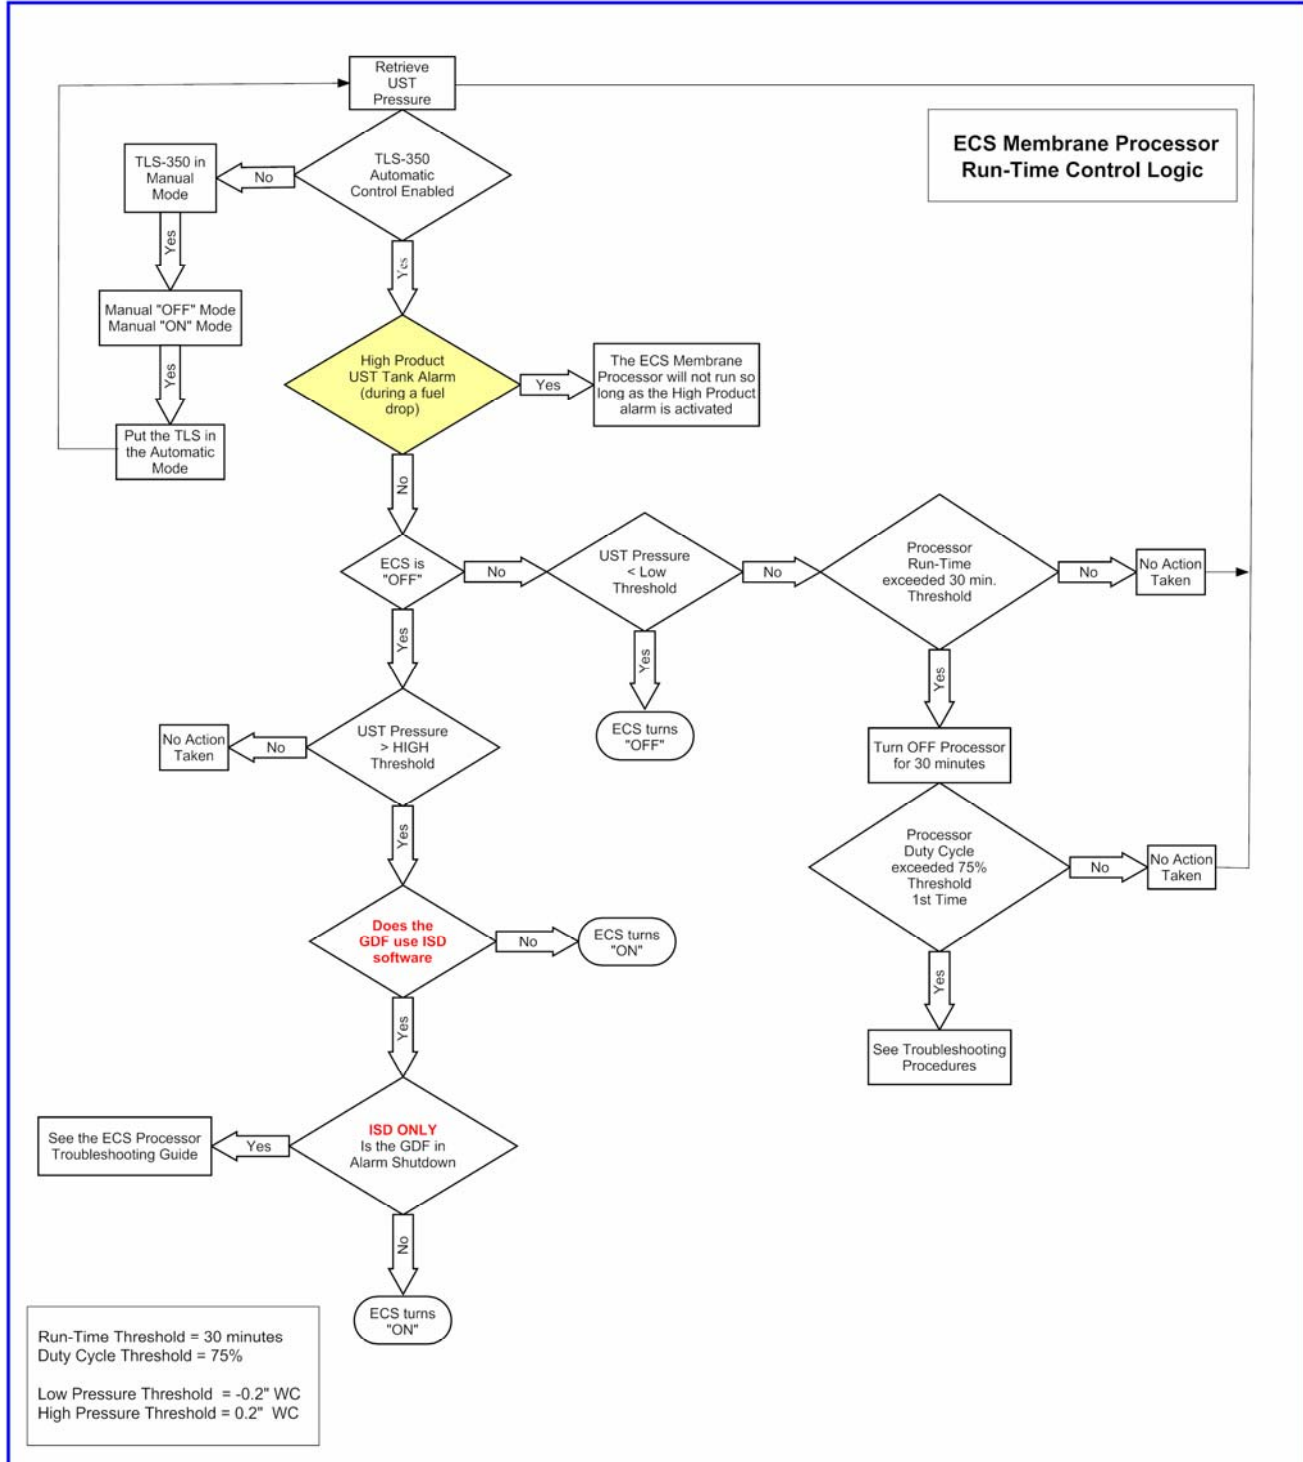 Retrieve
UST
Pressure
ECS Membrane Processor
Run-Time Control Logic
TLS-350
Automatic
Control Enabled
No
TLS-350 in
Manual
Mode
Yes
Manual "OFF" Mode
Manual "ON" Mode
Yes
Put the TLS in
the Automatic
Mode
Yes
High Product
UST Tank Alarm
(during a fuel
drop)
Yes
The ECS Membrane
Processor will not run so
long as the High Product
alarm is activated
No
ECS is
"OFF"
No
UST Pressure
< Low
Threshold
No
Processor
Run-Time
exceeded 30 min.
Threshold
No
No Action
Taken
Yes
Yes
Yes
ECS turns
"OFF"
Turn OFF Processor
for 30 minutes
UST Pressure
> HIGH
Threshold
No
No Action
Taken
Yes
Processor
Duty Cycle
exceeded 75%
Threshold
1st Time
No
No Action
Taken
Yes
See Troubleshooting
Procedures
Does the
GDF use ISD
software
No
ECS turns
"ON"
Yes
ISD ONLY
Is the GDF in
Alarm Shutdown
Yes
See the ECS Processor
Troubleshooting Guide
No
ECS turns
"ON"
Run-Time Threshold = 30 minutes
Duty Cycle Threshold = 75%
Low Pressure Threshold = -0.2" WC
High Pressure Threshold = 0.2" WC